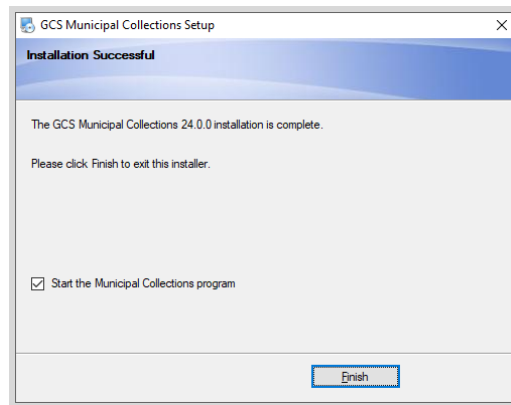 GCS Municipal Collections Setup
Installation Successful
The GCS Municipal Collections 24.0.0 installation is complete.
Please click Finish to exit this installer.
Start the Municipal Collections program
Finish